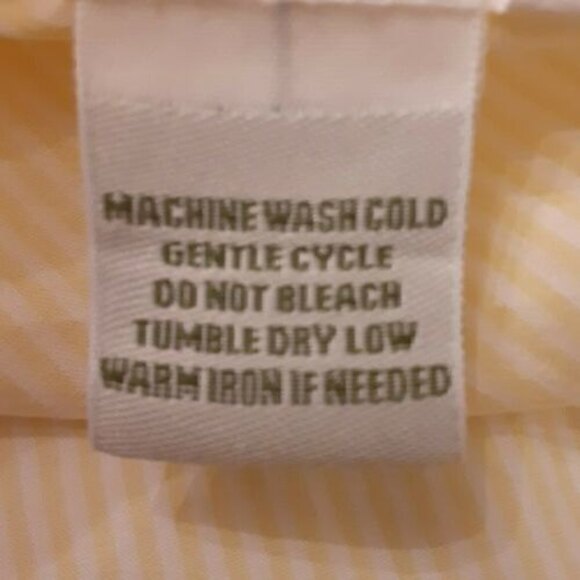 MACHINE WASH COLD
GENTLE CYCLE
DO NOT BLEACH
TUMBLE DRY LOW
WARM IRON IF NEEDED